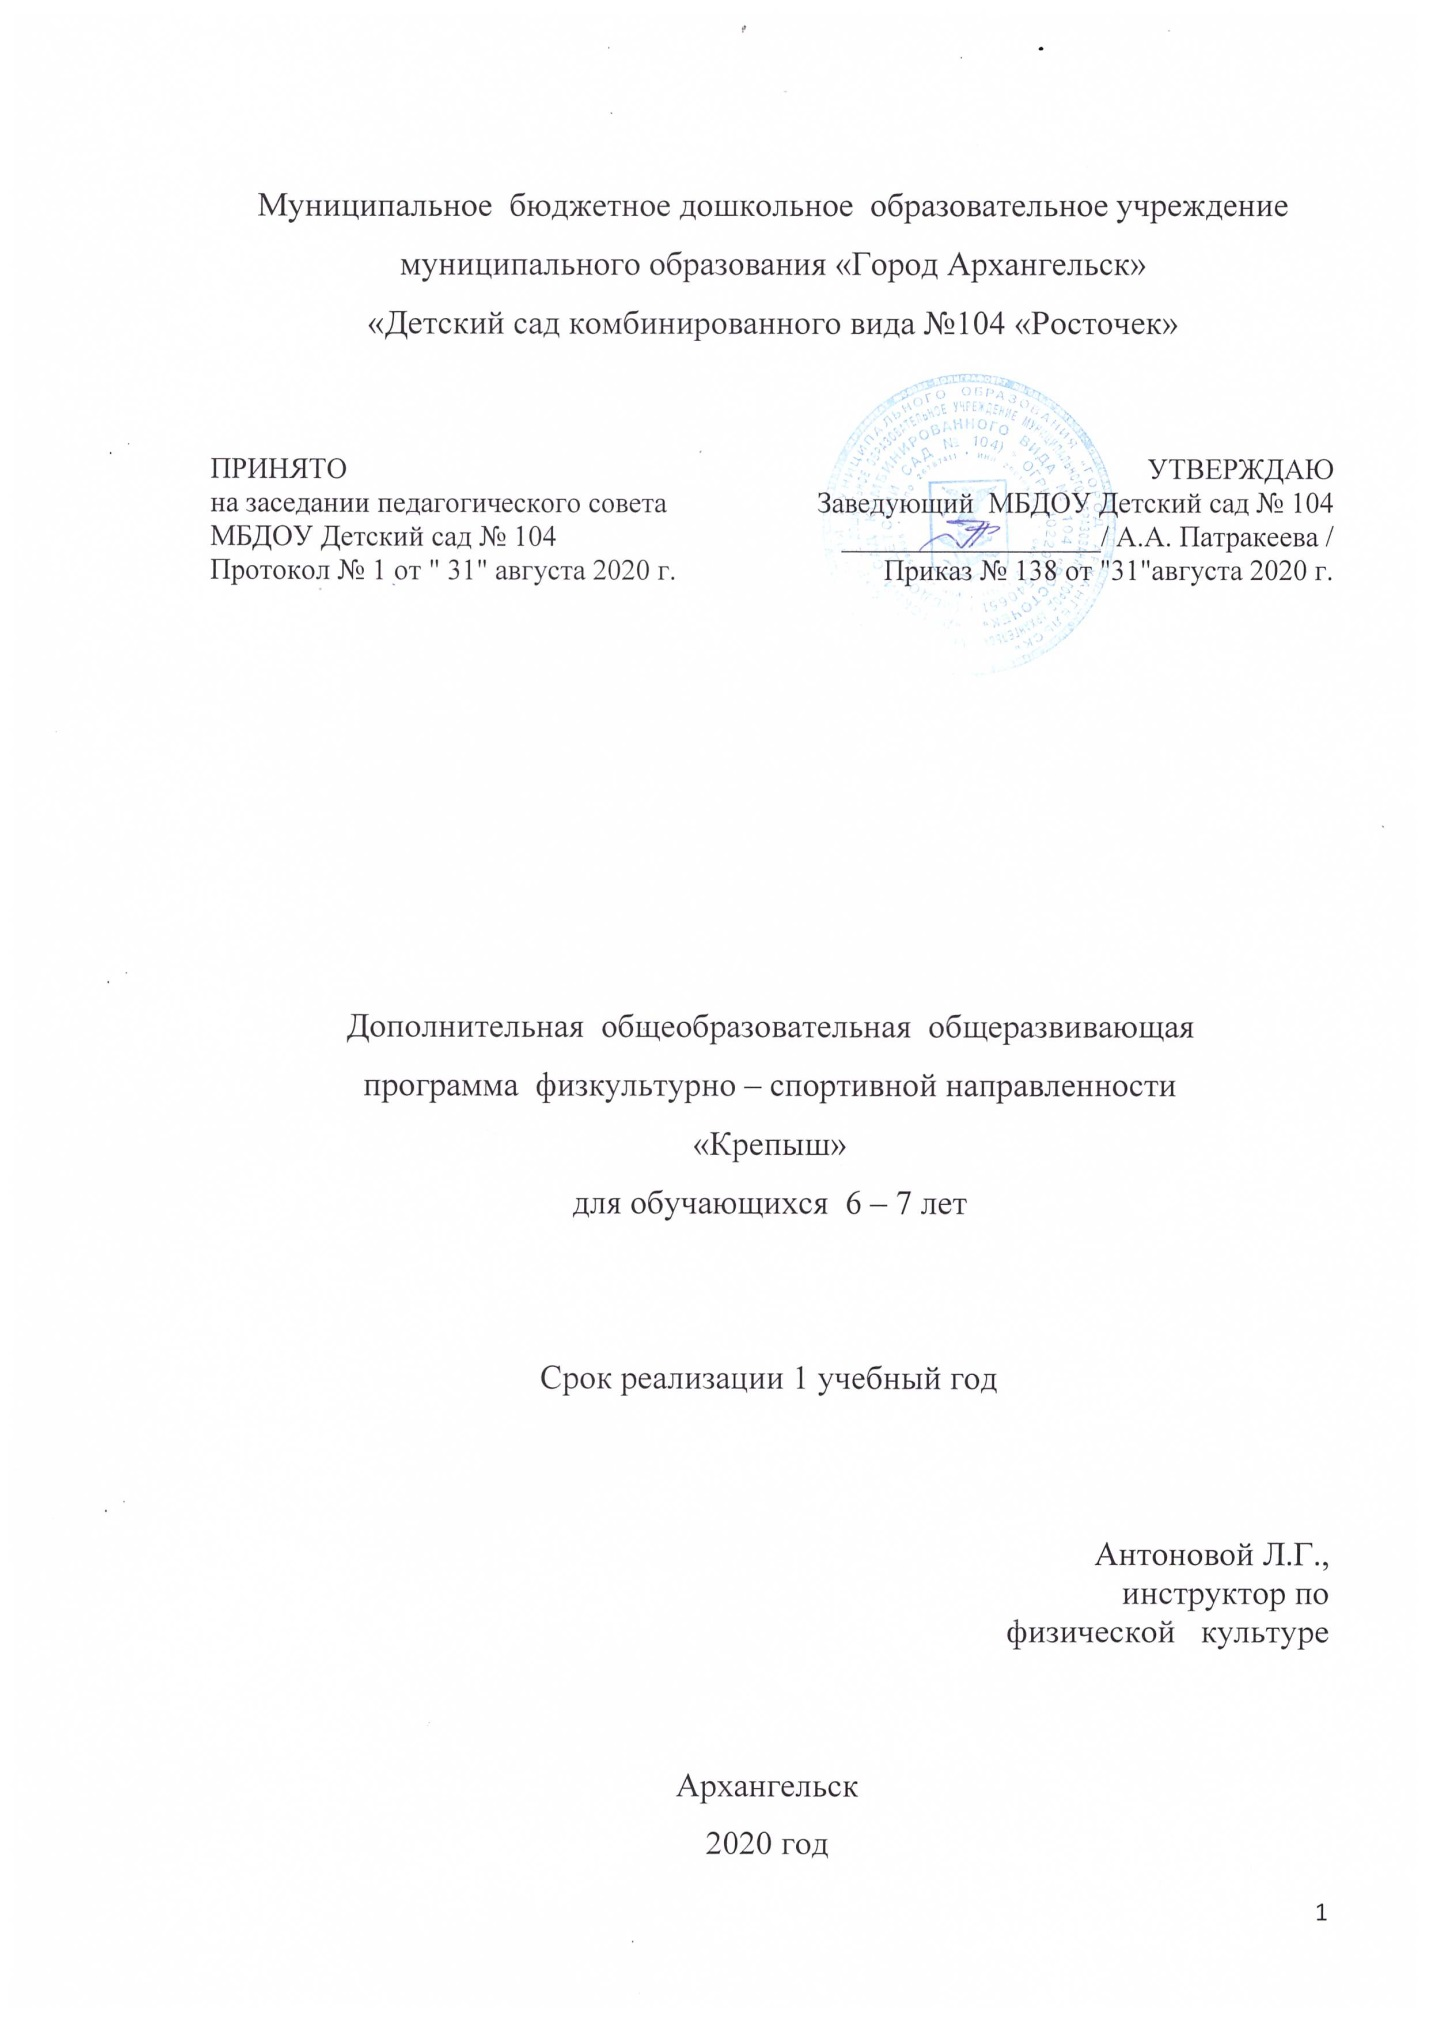 Муниципальное бюджетное дошкольное образовательное учреждение
муниципального образования «Город Архангельск»
«Детский сад комбинированного вида №104 «Росточек»
ПРИНЯТО
на заседании педагогического совета
МБДОУ Детский сад № 104
Протокол № 1 от " 31" августа 2020 г.
УТВЕРЖДАЮ
Заведующий МБДОУ Детский сад № 104
/ А.А. Патракеева /
Приказ № 138 от "31"августа 2020 г.
Дополнительная общеобразовательная общеразвивающая
программа физкультурно – спортивной направленности
«Крепыш»
для обучающихся 6 – 7 лет
Срок реализации 1 учебный год
Антоновой Л.Г.,
инструктор по
физической культуре
Архангельск
2020 год
1